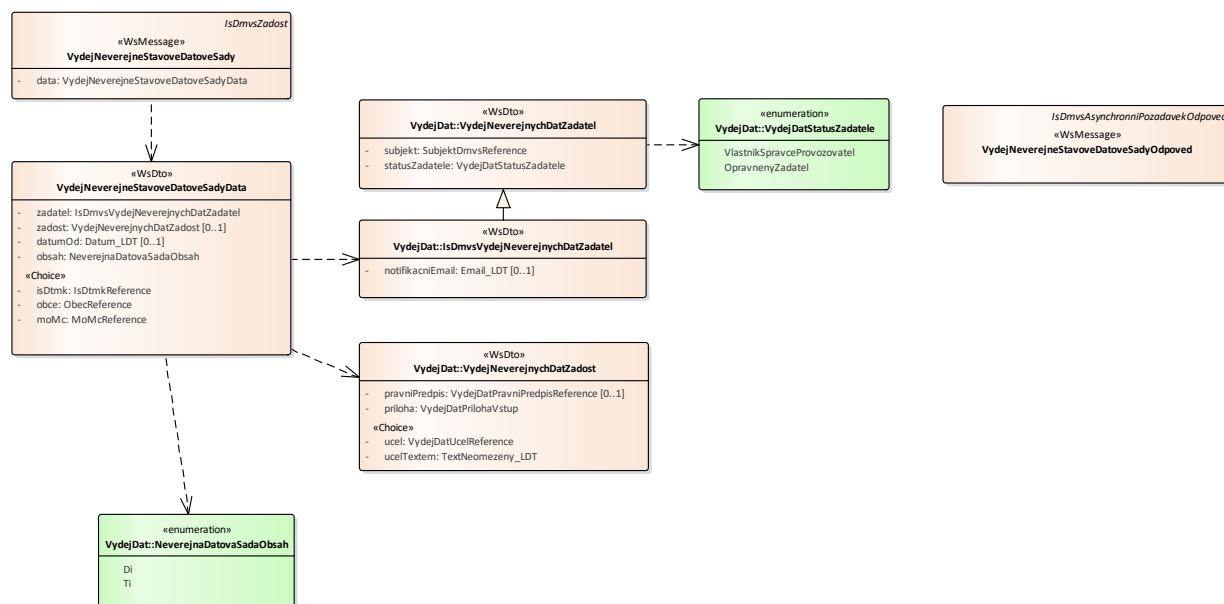 IsDmvsZadost
«WsMessage»
VydejNeverejneStavoveDatoveSady
- data: VydejNeverejneStavoveDatoveSadyData
«WsDto»
VydejNeverejneStavoveDatoveSadyData
- zadatel: IsDmvsVydejNeverejnychDatZadatel
- zadost: VydejNeverejnychDatZadost [0..1]
- datumOd: Datum_LDT [0..1]
- obsah: NeverejnaDatovaSadaObsah
«Choice»
- isDtmk: IsDtmkReference
- obce: ObecReference
- moMc: MoMcReference
«WsDto»
VydejDat::VydejNeverejnychDatZadatel
- subjekt: SubjektDmvsReference
- statusZadatele: VydejDatStatusZadatele
«enumeration»
VydejDat::VydejDatStatusZadatele
VlastnikSpravceProvozovatel
OpravnenyZadatel
IsDmvsAsynchronniPozadavekOdpoved
«WsMessage»
VydejNeverejneStavoveDatoveSadyOdpoved
«WsDto»
VydejDat::IsDmvsVydejNeverejnychDatZadatel
- notifikacniEmail: Email_LDT [0..1]
«WsDto»
VydejDat::VydejNeverejnychDatZadost
- pravniPredpis: VydejDatPravniPredpisReference [0..1]
- priloha: VydejDatPrilohaVstup
«Choice»
- ucel: VydejDatUcelReference
- ucelTextem: TextNeomezeny_LDT
«enumeration»
VydejDat::NeverejnaDatovaSadaObsah
Di
Ti